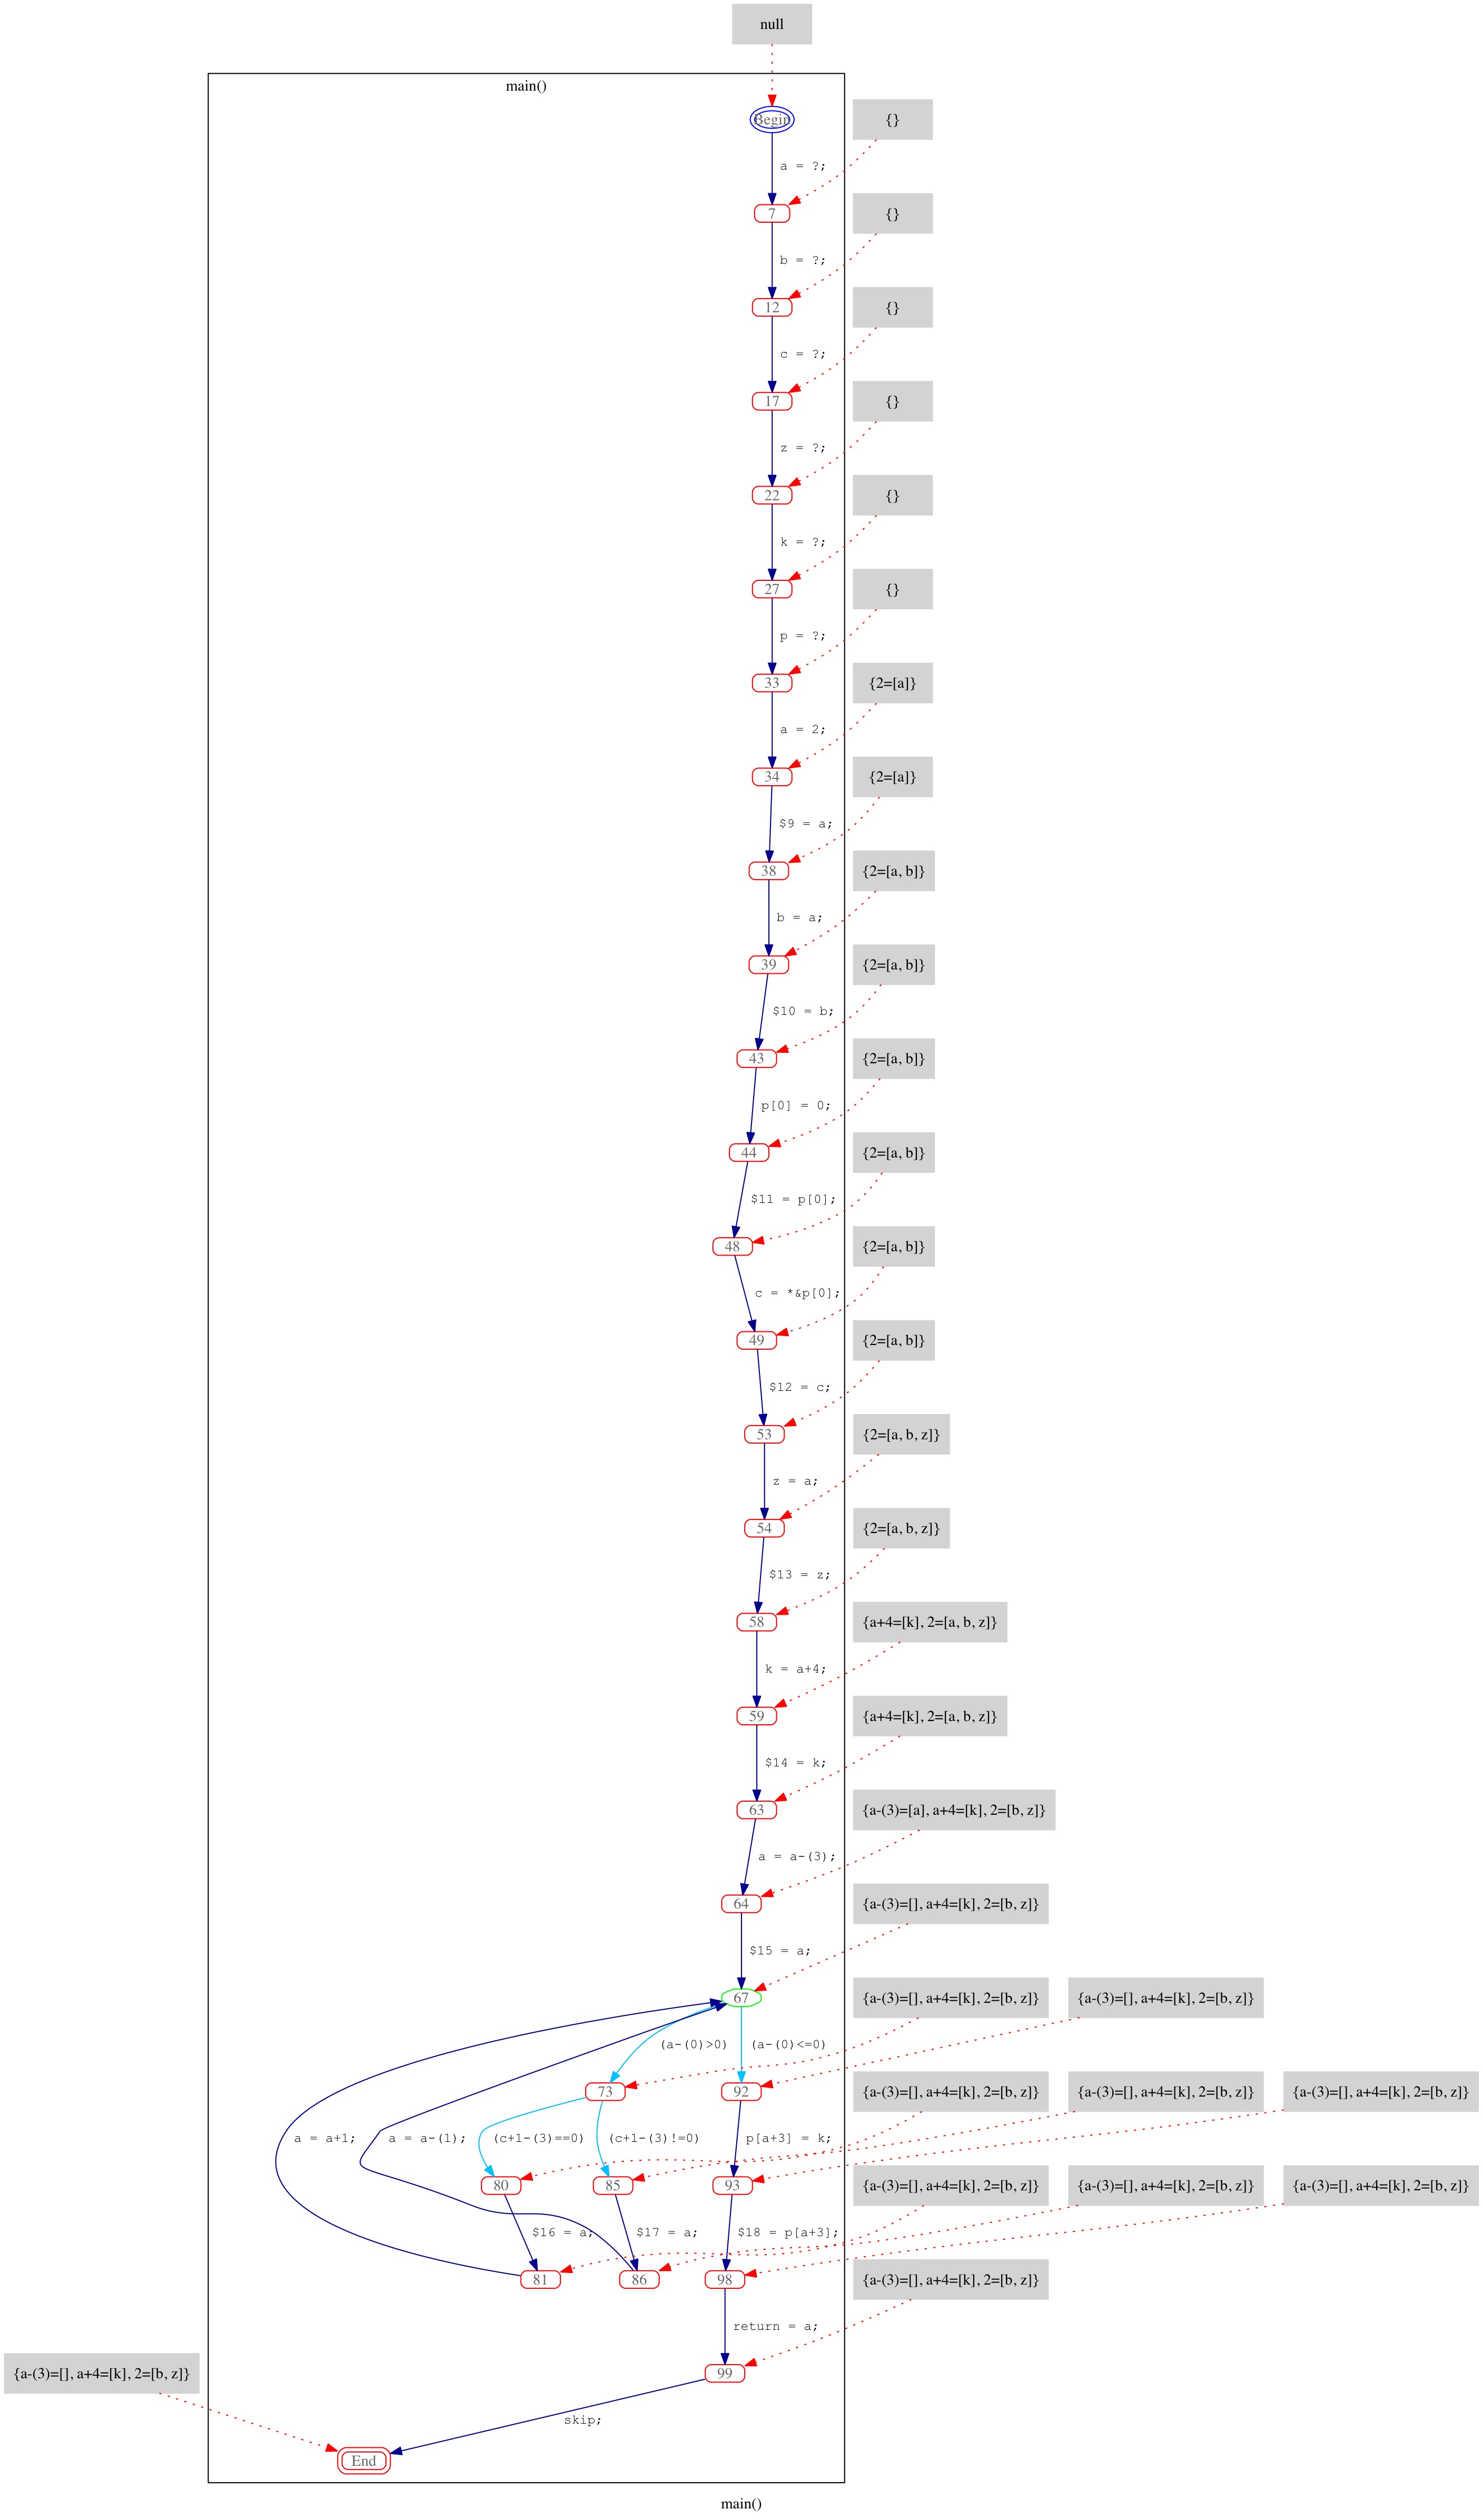 null
main()
Begin
{}
a = ?;
7
{}
b = ?;
12
{}
c = ?;
17
{}
z = ?;
22
{}
k = ?;
27
{}
p = ?;
33
{2=[a]}
a = 2;
34
{2=[a]}
$9 = a;
38
{2=[a, b]}
b = a;
39
{2=[a, b]}
$10 = b;
43
{2=[a, b]}
p[0] = 0;
44
{2=[a, b]}
$11 = p[0];
48
{2=[a, b]}
c = *&p[0];
49
{2=[a, b]}
$12 = c;
53
{2=[a, b, z]}
z = a;
54
{2=[a, b, z]}
$13 = z;
58
{a+4=[k], 2=[a, b, z]}
k = a+4;
59
{a+4=[k], 2=[a, b, z]}
$14 = k;
63
{a-(3)=[a], a+4=[k], 2=[b, z]}
a = a-(3);
64
{a-(3)=[], a+4=[k], 2=[b, z]}
$15 = a;
67
{a-(3)=[], a+4=[k], 2=[b, z]}
{a-(3)=[], a+4=[k], 2=[b, z]}
(a-(0)>0)
(a-(0)<=0)
73
92
{a-(3)=[], a+4=[k], 2=[b, z]}
{a-(3)=[], a+4=[k], 2=[b, z]}
{a-(3)=[], a+4=[k], 2=[b, z]}
a = a+1;
a = a-(1);
(c+1-(3)==0)
(c+1-(3)!=0)
p[a+3] = k;
80
85
93
{a-(3)=[], a+4=[k], 2=[b, z]}
{a-(3)=[], a+4=[k], 2=[b, z]}
{a-(3)=[], a+4=[k], 2=[b, z]}
$16 = a;
$17 = a;
$18 = p[a+3];
81
86
98
{a-(3)=[], a+4=[k], 2=[b, z]}
return = a;
99
{a-(3)=[], a+4=[k], 2=[b, z]}
skip;
End
main()